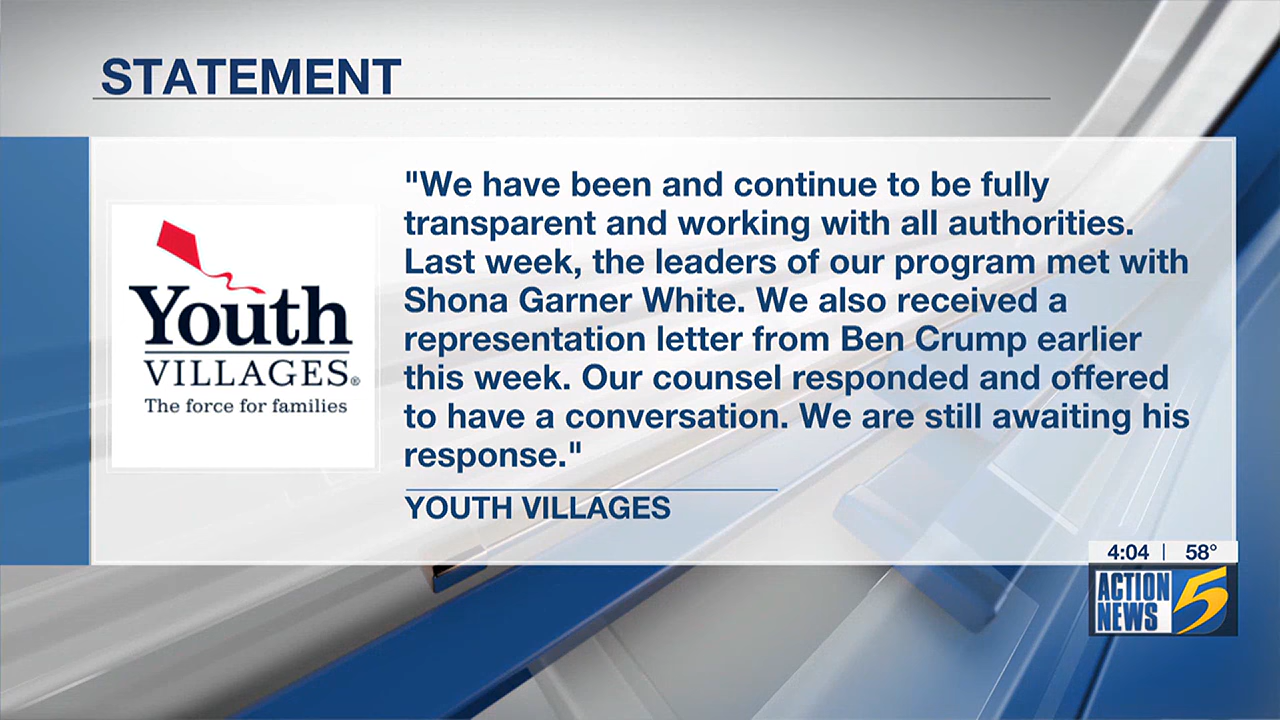 STATEMENT
Youth
VILLAGES®
The force for families
"We have been and continue to be fully
transparent and working with all authorities.
Last week, the leaders of our program met with
Shona Garner White. We also received a
representation letter from Ben Crump earlier
this week. Our counsel responded and offered
to have a conversation. We are still awaiting his
response."
YOUTH VILLAGES
4:04 | 58°
ACTION
NEWS 5